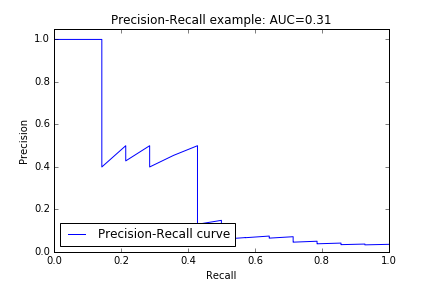 Precision-Recall example: AUC=0.31
1.0
0.8
0.6
0.4
0.2
0.0
Precision
Precision-Recall curve
0.0 0.2 0.4 0.6 0.8 1.0
Recall